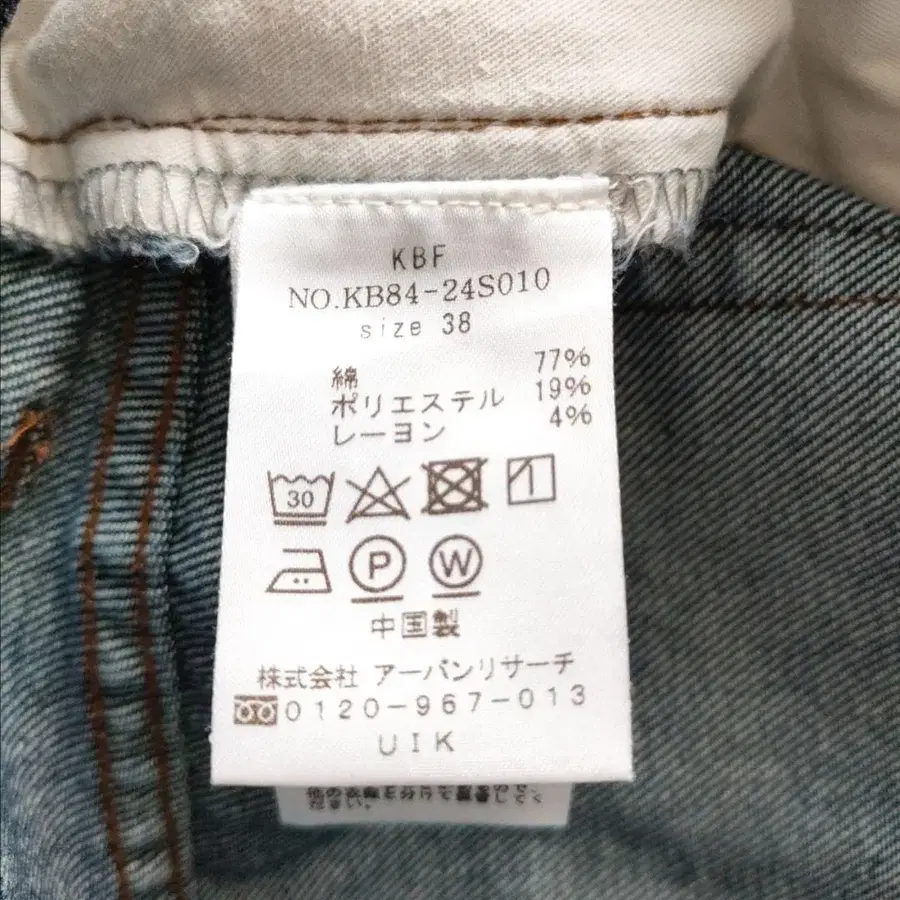 KBF
NO.KB84-24S010
size 38
綿 77%
ポリエステル 19%
レーヨン 4%
30
P W
中国製
株式会社 アーバンリサーチ
0120-967-013
UIK